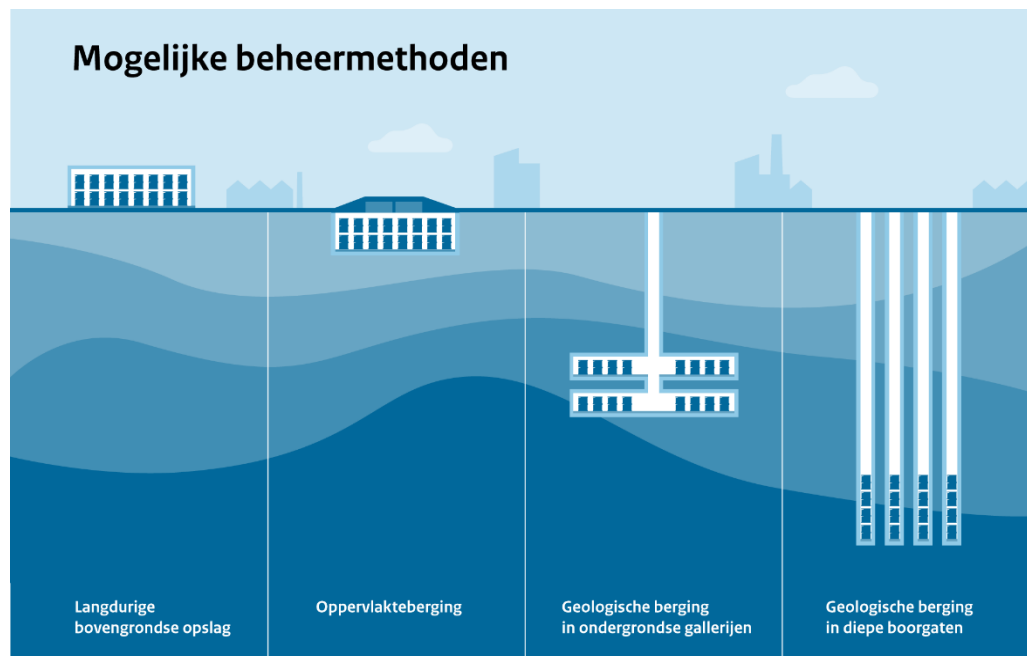 Mogelijke beheermethoden
Langdurige
bovengrondse opslag
Oppervlakteberging
Geologische berging
in ondergrondse gallerijen
Geologische berging
in diepe boorgaten